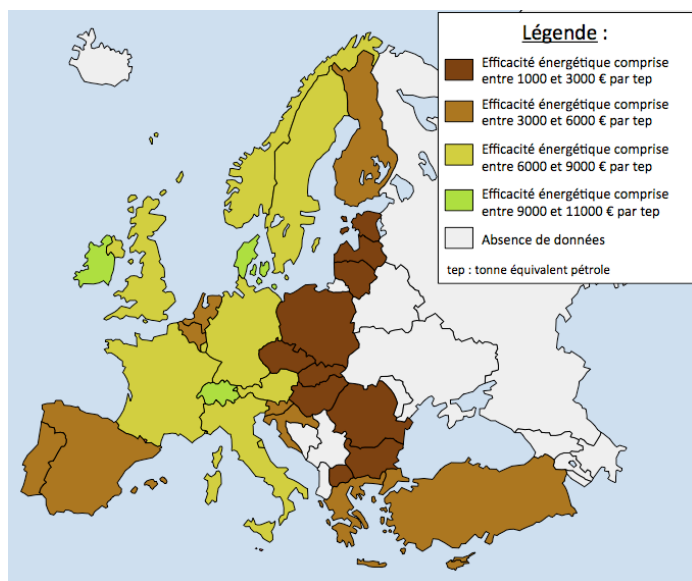 Légende :
Efficacité énergétique comprise
entre 1000 et 3000 € par tep
Efficacité énergétique comprise
entre 3000 et 6000 € par tep
Efficacité énergétique comprise
entre 6000 et 9000 € par tep
Efficacité énergétique comprise
entre 9000 et 11000 € par tep
Absence de données
tep : tonne équivalent pétrole